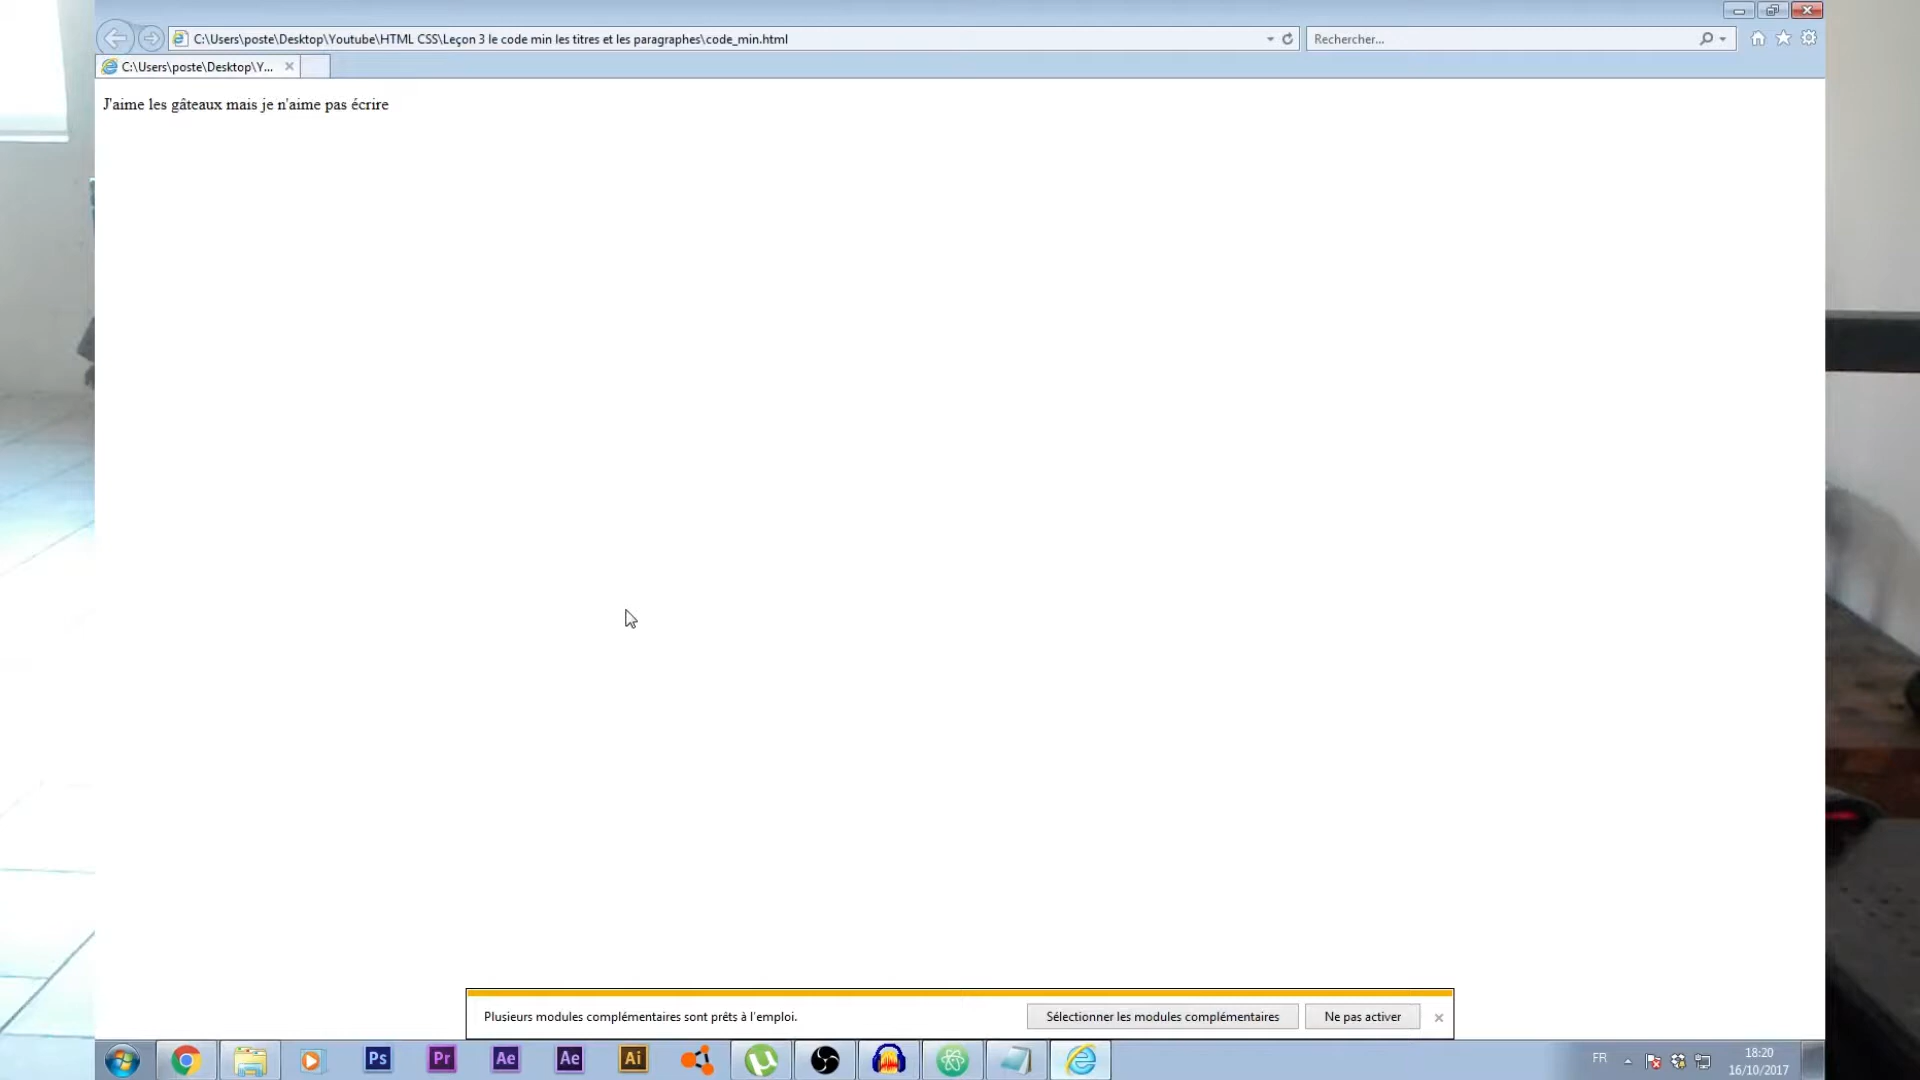 C:\Users\poste\Desktop\Youtube\HTML CSS\Leçon 3 le code min les titres et les paragraphes\code_min.html
Rechercher...
C:\Users\poste\Desktop\Y...
J'aime les gâteaux mais je n'aime pas écrire
Plusieurs modules complémentaires sont prêts à l'emploi.
Sélectionner les modules complémentaires
Ne pas activer
Ps
Pr
Ae
Ae
Ai
FR
18:20
16/10/2017